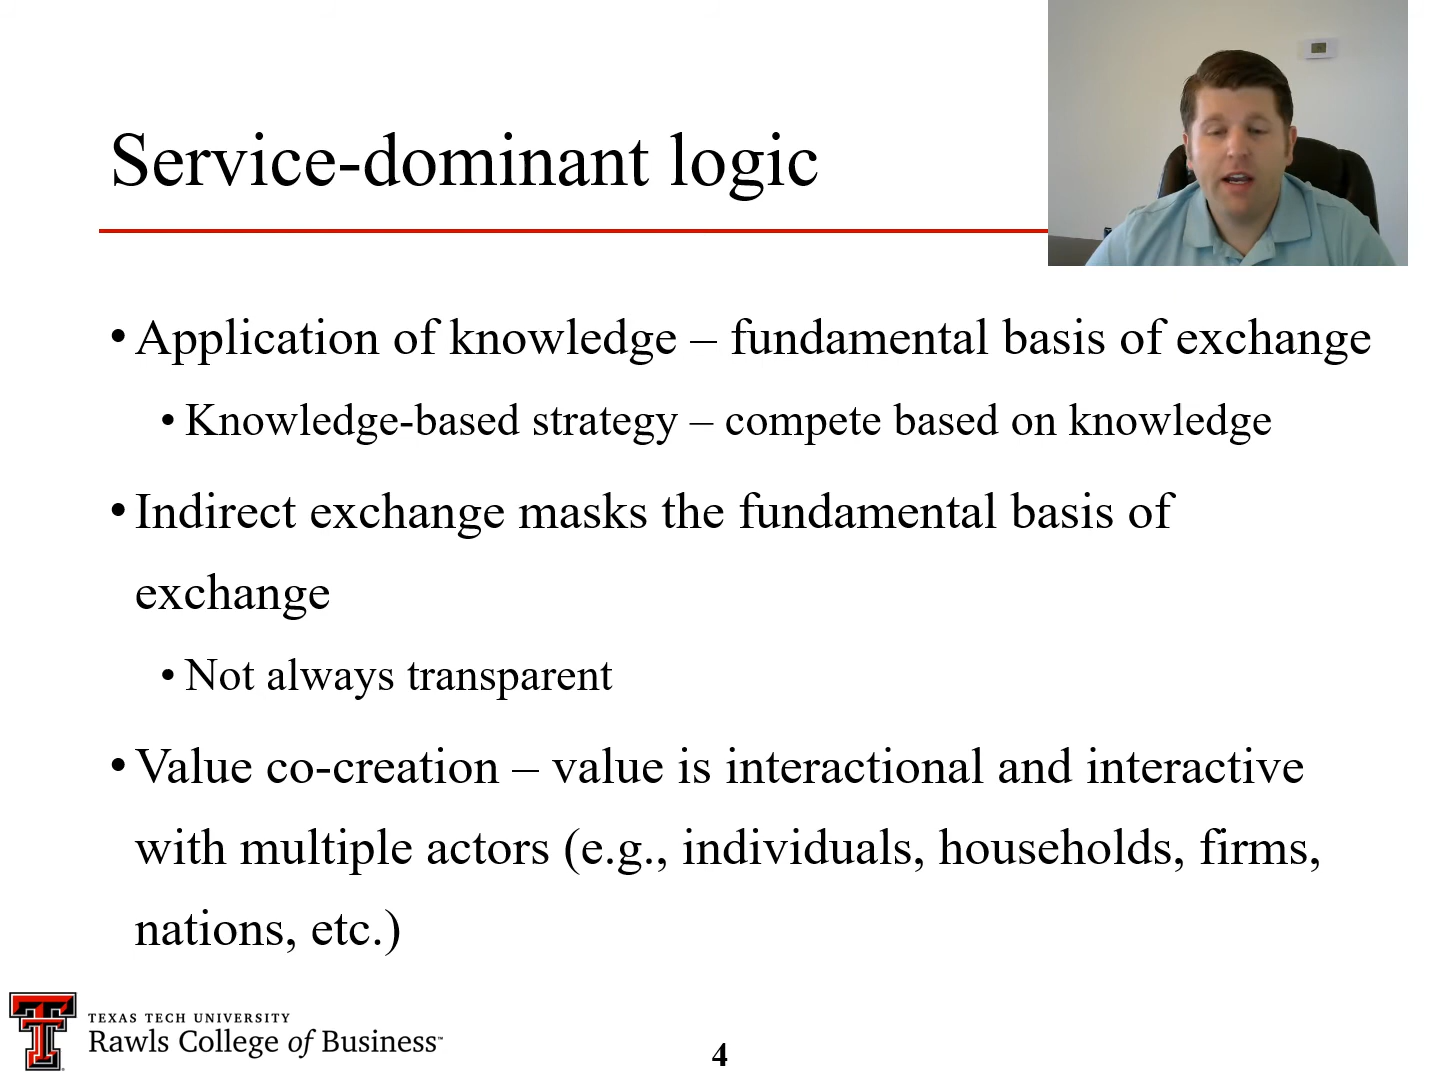 Service-dominant logic
• Application of knowledge – fundamental basis of exchange
• Knowledge-based strategy – compete based on knowledge
• Indirect exchange masks the fundamental basis of
exchange
• Not always transparent
• Value co-creation – value is interactional and interactive
with multiple actors (e.g., individuals, households, firms,
nations, etc.)
TEXAS TECH UNIVERSITY
Rawls College of Business™
4